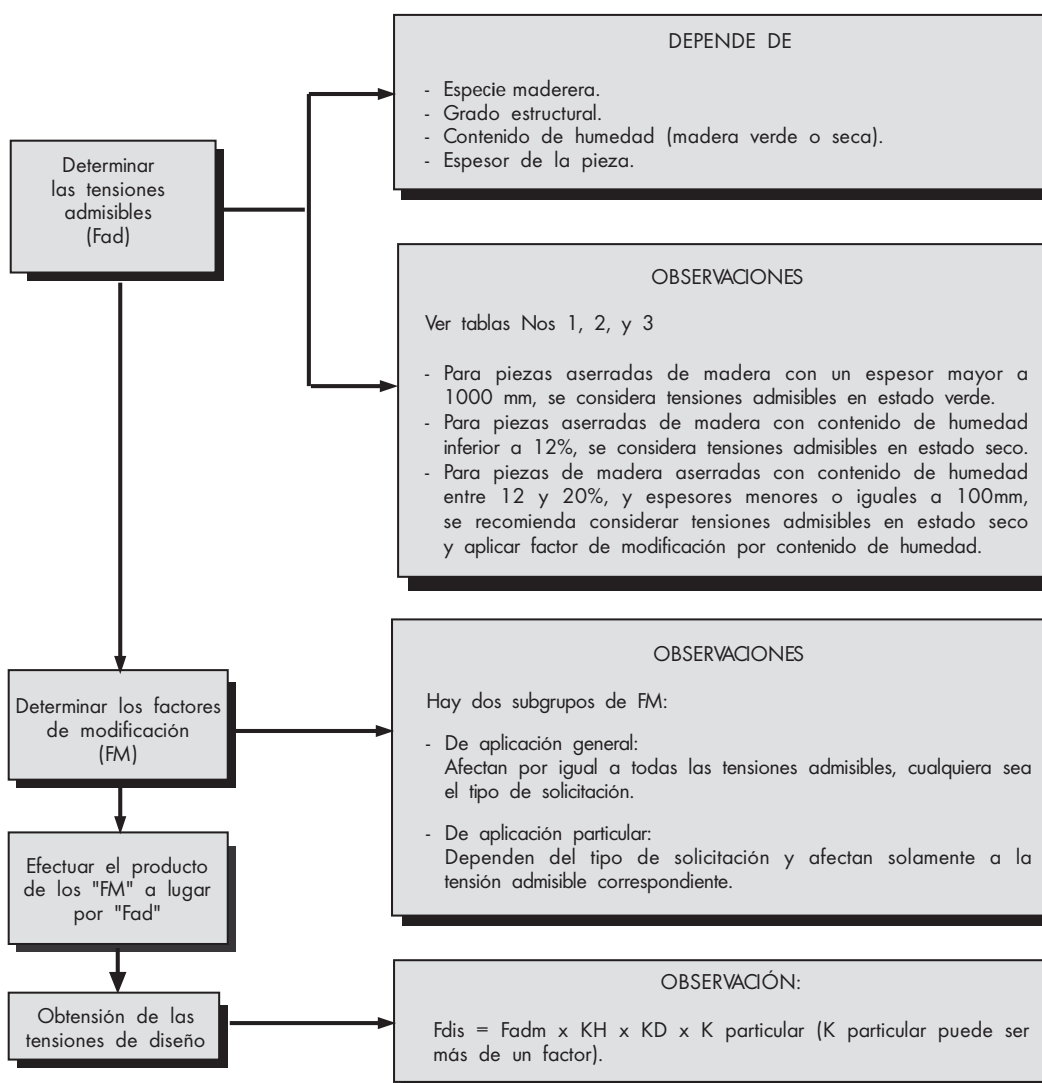 DEPENDE DE
- Especie maderera.
- Grado estructural.
- Contenido de humedad (madera verde o seca).
- Espesor de la pieza.
Determinar
las tensiones
admisibles
(Fad)
OBSERVACIONES
Ver tablas Nos 1, 2, y 3
- Para piezas aserradas de madera con un espesor mayor a
1000 mm, se considera tensiones admisibles en estado verde.
- Para piezas aserradas de madera con contenido de humedad
inferior a 12%, se considera tensiones admisibles en estado seco.
- Para piezas de madera aserradas con contenido de humedad
entre 12 y 20%, y espesores menores o iguales a 100mm,
se recomienda considerar tensiones admisibles en estado seco
y aplicar factor de modificación por contenido de humedad.
Determinar los factores
de modificación
(FM)
OBSERVACIONES
Hay dos subgrupos de FM:
- De aplicación general:
Afectan por igual a todas las tensiones admisibles, cualquiera sea
el tipo de solicitación.
- De aplicación particular:
Dependen del tipo de solicitación y afectan solamente a la
tensión admisible correspondiente.
Efectuar el producto
de los "FM" a lugar
por "Fad"
Obtensión de las
tensiones de diseño
OBSERVACIÓN:
Fdis = Fadm x KH x KD x K particular (K particular puede ser
más de un factor).